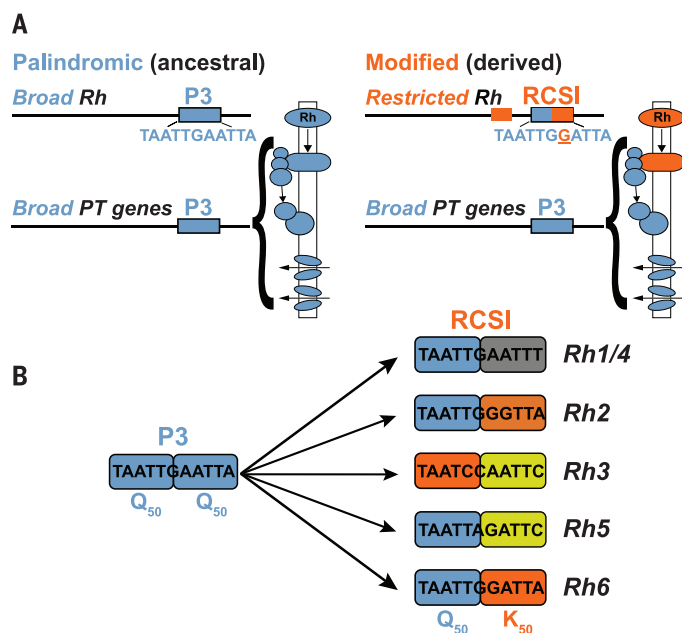 A
Palindromic (ancestral)
Broad Rh
P3
TAATTGAATTA
Rh
Broad PT genes
P3
Modified (derived)
Restricted Rh
RCSI
TAATTGGATTA
Rh
Broad PT genes
P3
B
P3
TAATTGAATTA
Q50 Q50
RCSI
TAATTGAATTT Rh1/4
TAATTGGGTTA Rh2
TAATCCAATTC Rh3
TAATTAGATTC Rh5
TAATTGGATTA Rh6
Q50 K50